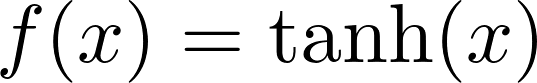 f(x) = tanh(x)